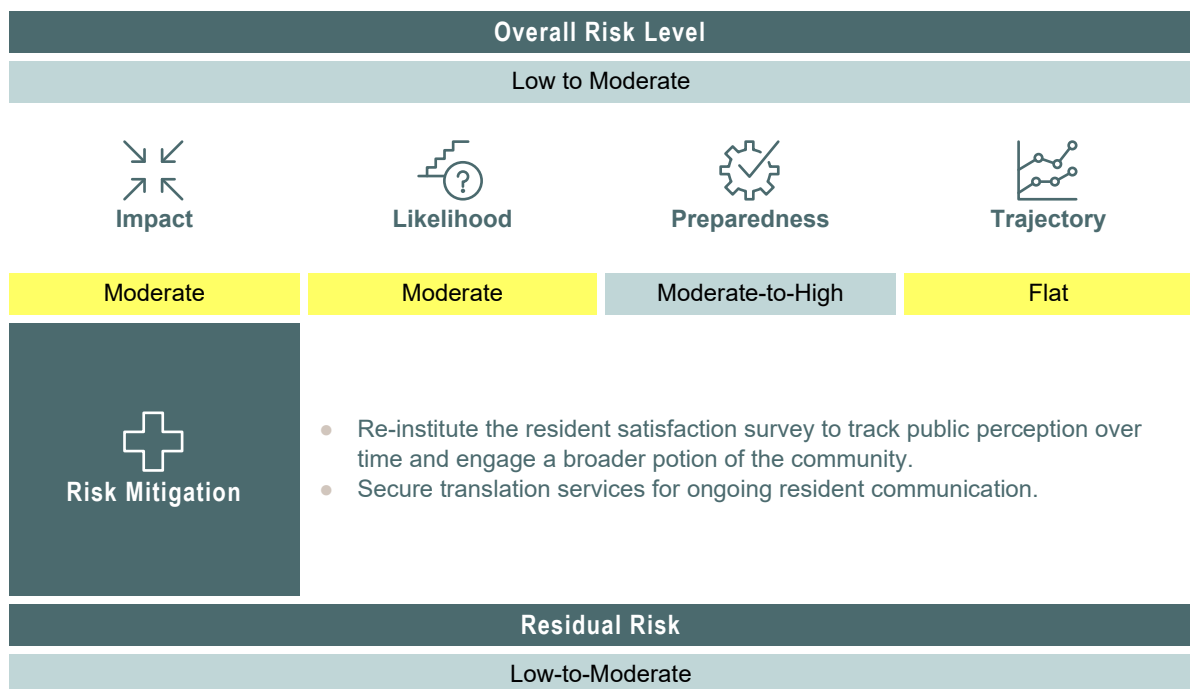 Overall Risk Level
Low to Moderate
Impact
Likelihood
Preparedness
Trajectory
Moderate
Moderate
Moderate-to-High
Flat
Risk Mitigation
● Re-institute the resident satisfaction survey to track public perception over
time and engage a broader potion of the community.
● Secure translation services for ongoing resident communication.
Residual Risk
Low-to-Moderate